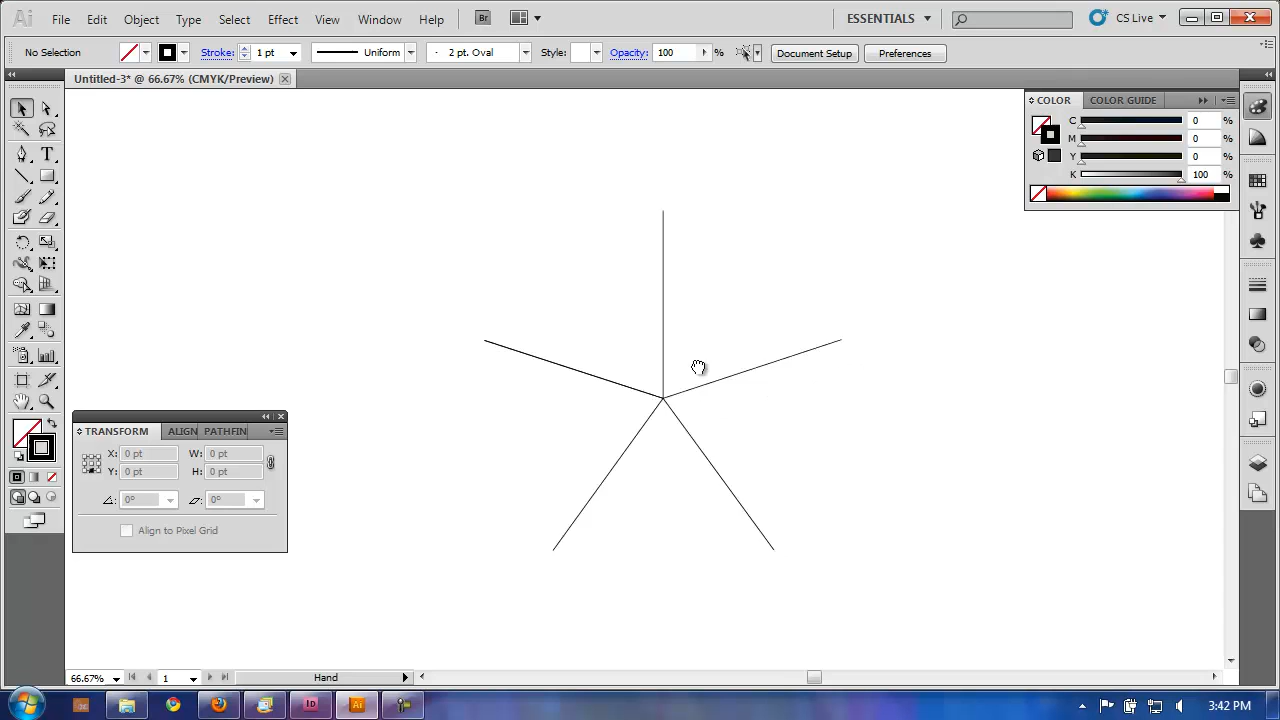 Ai File Edit Object Type Select Effect View Window Help Br ESSENTIALS CS Live
No Selection Stroke: 1 pt Uniform 2 pt. Oval Style: Opacity: 100 % Document Setup Preferences
Untitled-3* @ 66.67% (CMYK/Preview)
COLOR COLOR GUIDE
C 0 %
M 0 %
Y 0 %
K 100 %
T
TRANSFORM ALIGN PATHFIN
X: 0 pt W: 0 pt
Y: 0 pt H: 0 pt
0° 0°
Align to Pixel Grid
66.67% 1 Hand
Id Ai 3:42 PM